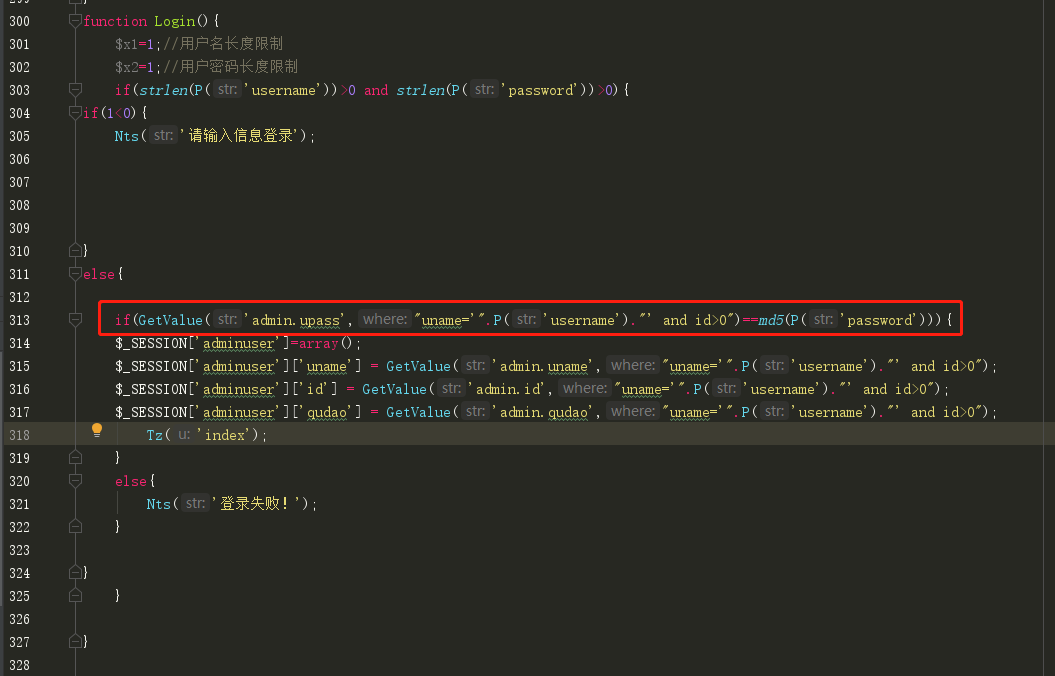 299 }
300 function Login(){
301 $x1=1;//用户名长度限制
302 $x2=1;//用户密码长度限制
303 if(strlen(P( str: 'username'))>0 and strlen(P( str: 'password'))>0){
304 if(1<0){
305 Nts( str: '请输入信息登录');
306
307
308
309
310 }
311 else{
312
313 if(GetValue( str: 'admin.upass', where: "uname='".P( str: 'username')."' and id>0")==md5(P( str: 'password'))){
314 $_SESSION['adminuser']=array();
315 $_SESSION['adminuser']['uname'] = GetValue( str: 'admin.uname', where: "uname='".P( str: 'username')."' and id>0");
316 $_SESSION['adminuser']['id'] = GetValue( str: 'admin.id', where: "uname='".P( str: 'username')."' and id>0");
317 $_SESSION['adminuser']['qudao'] = GetValue( str: 'admin.qudao', where: "uname='".P( str: 'username')."' and id>0");
318 Tz( u: 'index');
319 }
320 else{
321 Nts( str: '登录失败!');
322 }
323
324 }
325 }
326
327 }
328